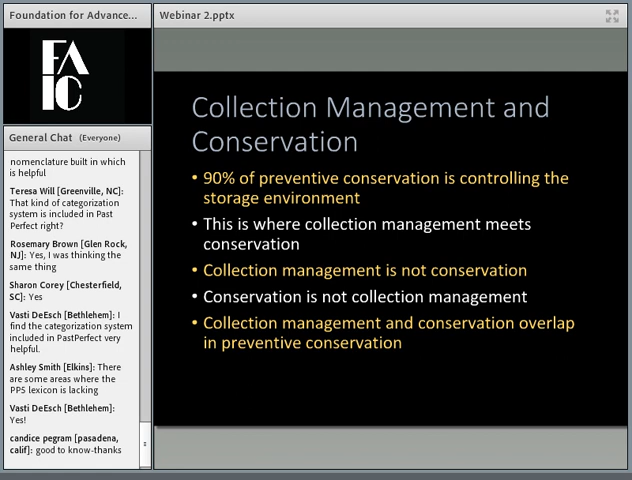 Foundation for Advance...
FA
IC
General Chat (Everyone)
nomenclature built in which
is helpful
Teresa Will [Greenville, NC]:
That kind of categorization
system is included in Past
Perfect right?
Rosemary Brown [Glen Rock,
NJ]: Yes, I was thinking the
same thing
Sharon Corey [Chesterfield,
SC]: Yes
Vasti DeEsch [Bethlehem]: I
find the categorization system
included in PastPerfect very
helpful.
Ashley Smith [Elkins]: There
are some areas where the
PP5 lexicon is lacking
Vasti DeEsch [Bethlehem]:
Yes!
candice pegram [pasadena,
calif]: good to know-thanks
Webinar 2.pptx
Collection Management and
Conservation
• 90% of preventive conservation is controlling the
storage environment
• This is where collection management meets
conservation
• Collection management is not conservation
• Conservation is not collection management
• Collection management and conservation overlap
in preventive conservation